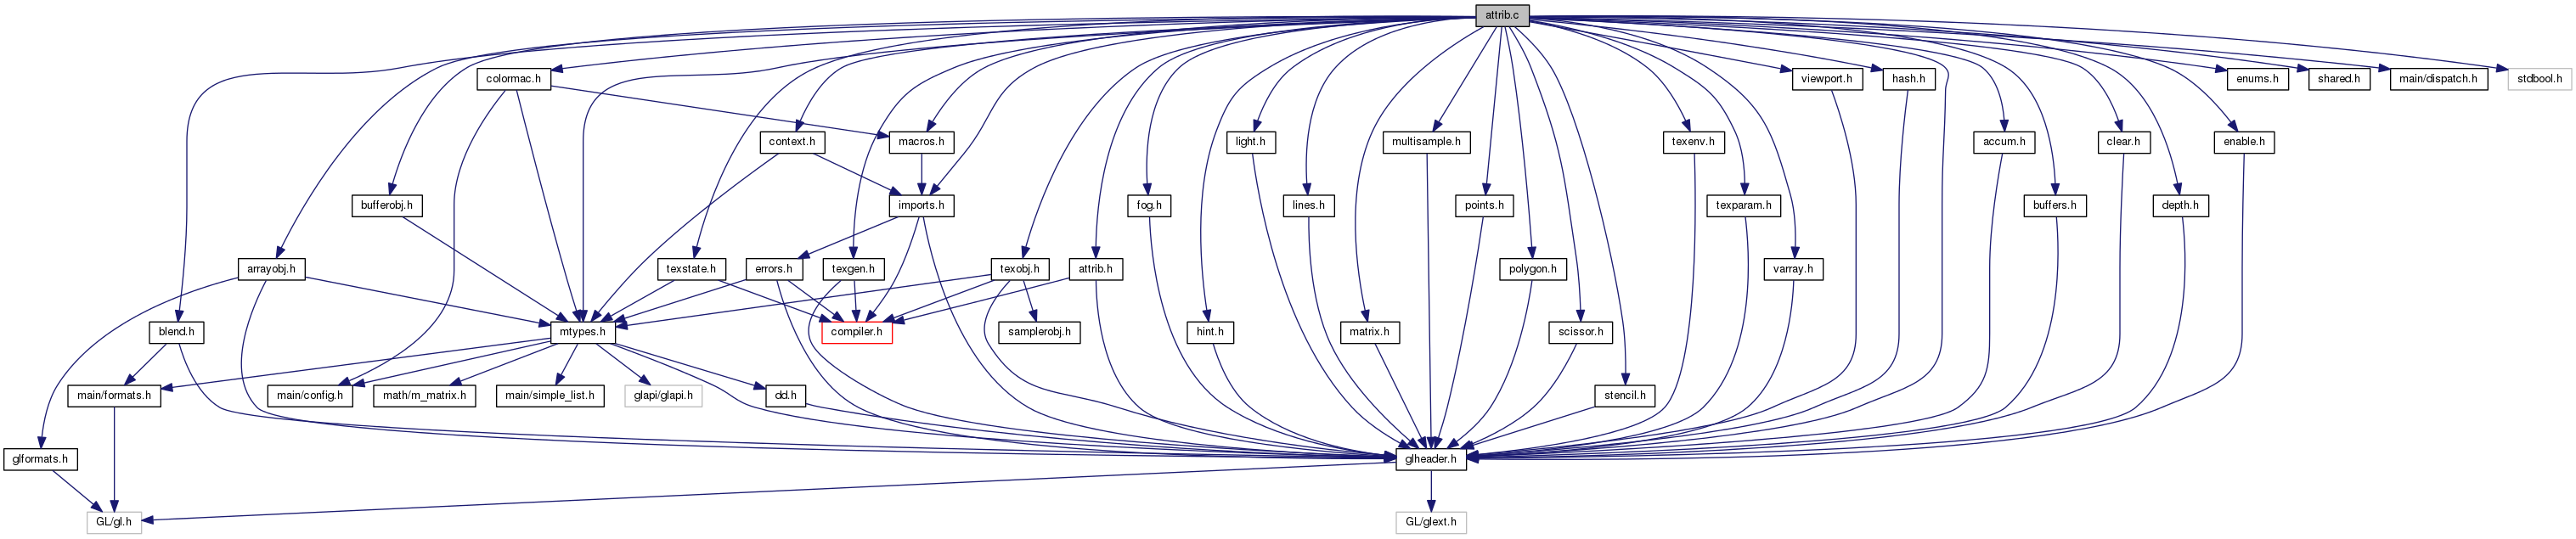 attrib.c
colormac.h
viewport.h
hash.h
enums.h
shared.h
main/dispatch.h
stdbool.h
context.h
macros.h
light.h
multisample.h
texenv.h
accum.h
clear.h
enable.h
bufferobj.h
imports.h
fog.h
lines.h
points.h
texparam.h
buffers.h
depth.h
arrayobj.h
texstate.h
errors.h
texgen.h
texobj.h
attrib.h
polygon.h
varray.h
blend.h
mtypes.h
compiler.h
samplerobj.h
hint.h
matrix.h
scissor.h
main/formats.h
main/config.h
math/m_matrix.h
main/simple_list.h
glapi/glapi.h
dd.h
stencil.h
glformats.h
glheader.h
GL/gl.h
GL/glext.h